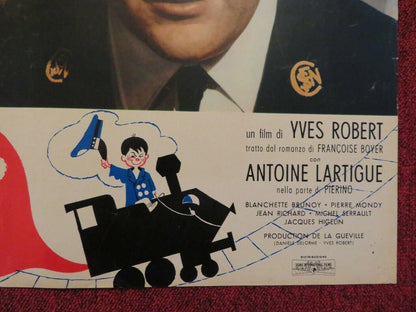 un film di YVES ROBERT
tratto dal romanzo di FRANÇOISE BOYER
con
ANTOINE LARTIGUE
nella parte di PIERINO
BLANCHETTE BRUNOY - PIERRE MONDY
JEAN RICHARD - MICHEL SERRAULT
JACQUES HIGELIN
PRODUCTION DE LA GUEVILLE
(DANIELE DELORME - YVES ROBERT)
DISTRIBUZIONE